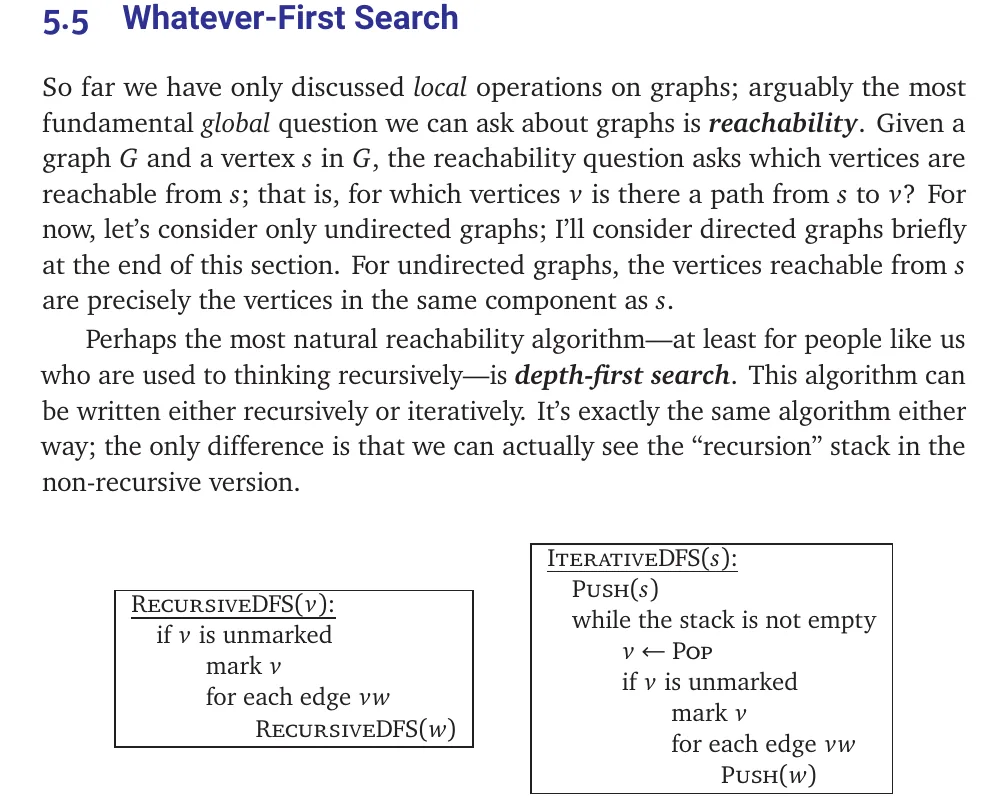 5.5 Whatever-First Search
So far we have only discussed local operations on graphs; arguably the most
fundamental global question we can ask about graphs is reachability. Given a
graph G and a vertex s in G, the reachability question asks which vertices are
reachable from s; that is, for which vertices v is there a path from s to v? For
now, let’s consider only undirected graphs; I’ll consider directed graphs briefly
at the end of this section. For undirected graphs, the vertices reachable from s
are precisely the vertices in the same component as s.
Perhaps the most natural reachability algorithm—at least for people like us
who are used to thinking recursively—is depth-first search. This algorithm can
be written either recursively or iteratively. It’s exactly the same algorithm either
way; the only difference is that we can actually see the “recursion” stack in the
non-recursive version.
RecursiveDFS(v):
if v is unmarked
mark v
for each edge vw
RecursiveDFS(w)
IterativeDFS(s):
Push(s)
while the stack is not empty
v ← Pop
if v is unmarked
mark v
for each edge vw
Push(w)